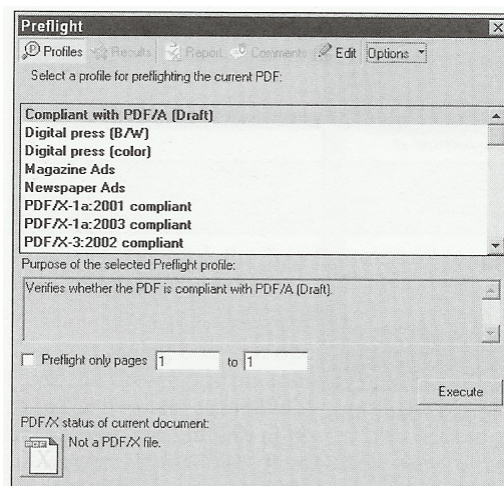 Preflight
Profiles Results Report Comments Edit Options
Select a profile for preflighting the current PDF:
Compliant with PDF/A (Draft)
Digital press (B/W)
Digital press (color)
Magazine Ads
Newspaper Ads
PDF/X-1a:2001 compliant
PDF/X-1a:2003 compliant
PDF/X-3:2002 compliant
Purpose of the selected Preflight profile:
Verifies whether the PDF is compliant with PDF/A (Draft).
Preflight only pages 1 to 1
Execute
PDF/X status of current document:
Not a PDF/X file.